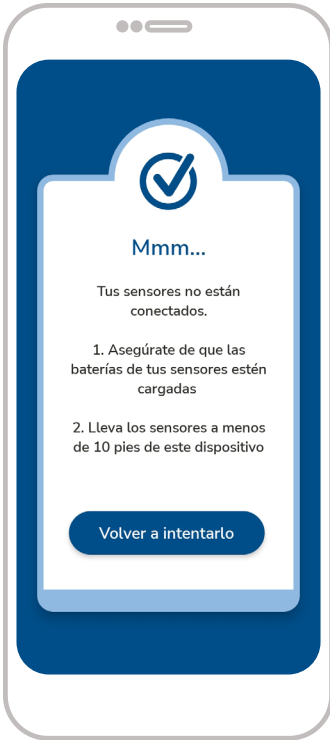 Mmm...
Tus sensores no están
conectados.
1. Asegúrate de que las
baterías de tus sensores estén
cargadas
2. Lleva los sensores a menos
de 10 pies de este dispositivo
Volver a intentarlo